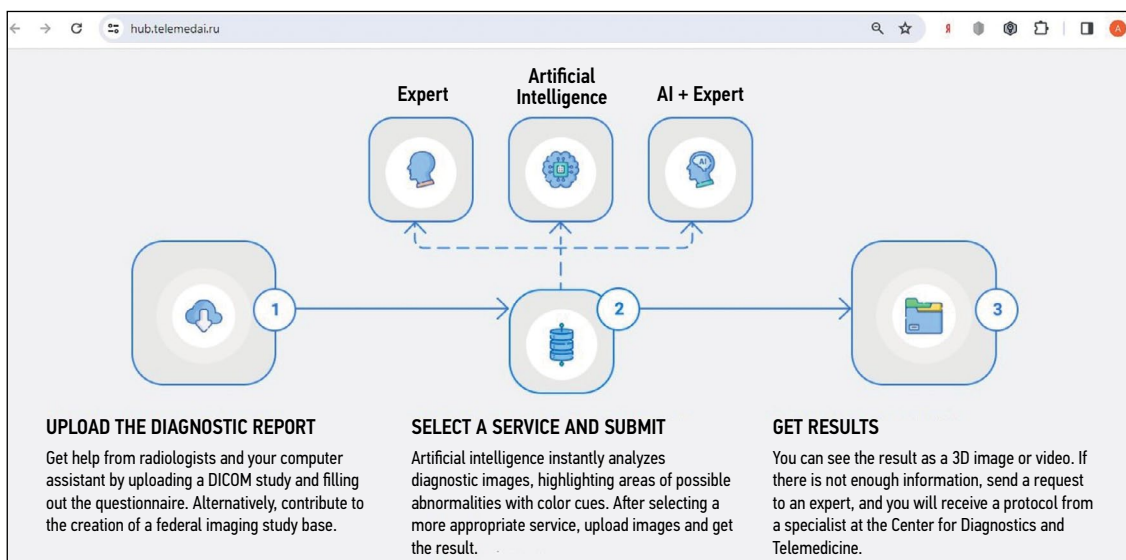 hub.telemedai.ru
Я
A
Expert
Artificial
Intelligence
AI + Expert
AI
1
2
3
UPLOAD THE DIAGNOSTIC REPORT
Get help from radiologists and your computer
assistant by uploading a DICOM study and filling
out the questionnaire. Alternatively, contribute to
the creation of a federal imaging study base.
SELECT A SERVICE AND SUBMIT
Artificial intelligence instantly analyzes
diagnostic images, highlighting areas of possible
abnormalities with color cues. After selecting a
more appropriate service, upload images and get
the result.
GET RESULTS
You can see the result as a 3D image or video. If
there is not enough information, send a request
to an expert, and you will receive a protocol from
a specialist at the Center for Diagnostics and
Telemedicine.